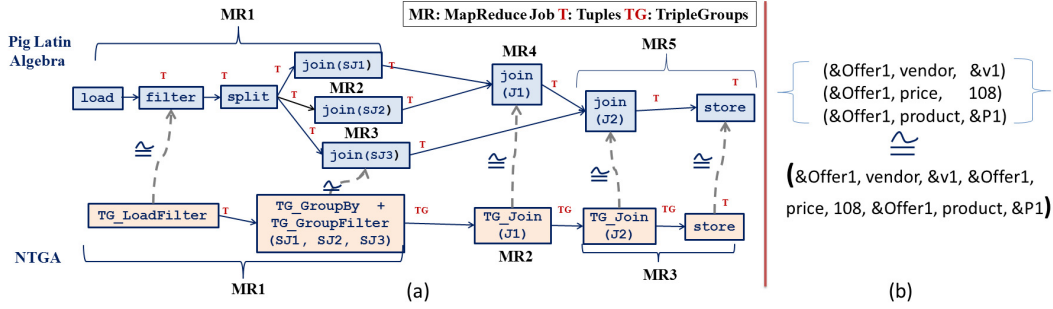 MR: MapReduce Job T: Tuples TG: TripleGroups
MR1
Pig Latin
Algebra
load
T
filter
T
split
T
T
T
join(SJ1)
T
MR2
join(SJ2)
T
MR3
join(SJ3)
T
MR4
join
(J1)
T
MR5
join
(J2)
T
T
store
≅
≅
≅
≅
≅
TG_LoadFilter
T
TG_GroupBy +
TG_GroupFilter
(SJ1, SJ2, SJ3)
TG
TG_Join
(J1)
TG
TG_Join
(J2)
TG
T
store
NTGA
MR1
MR2
MR3
(a)
(&Offer1, vendor, &v1)
(&Offer1, price, 108)
(&Offer1, product, &P1)
≅
(&Offer1, vendor, &v1, &Offer1,
price, 108, &Offer1, product, &P1)
(b)